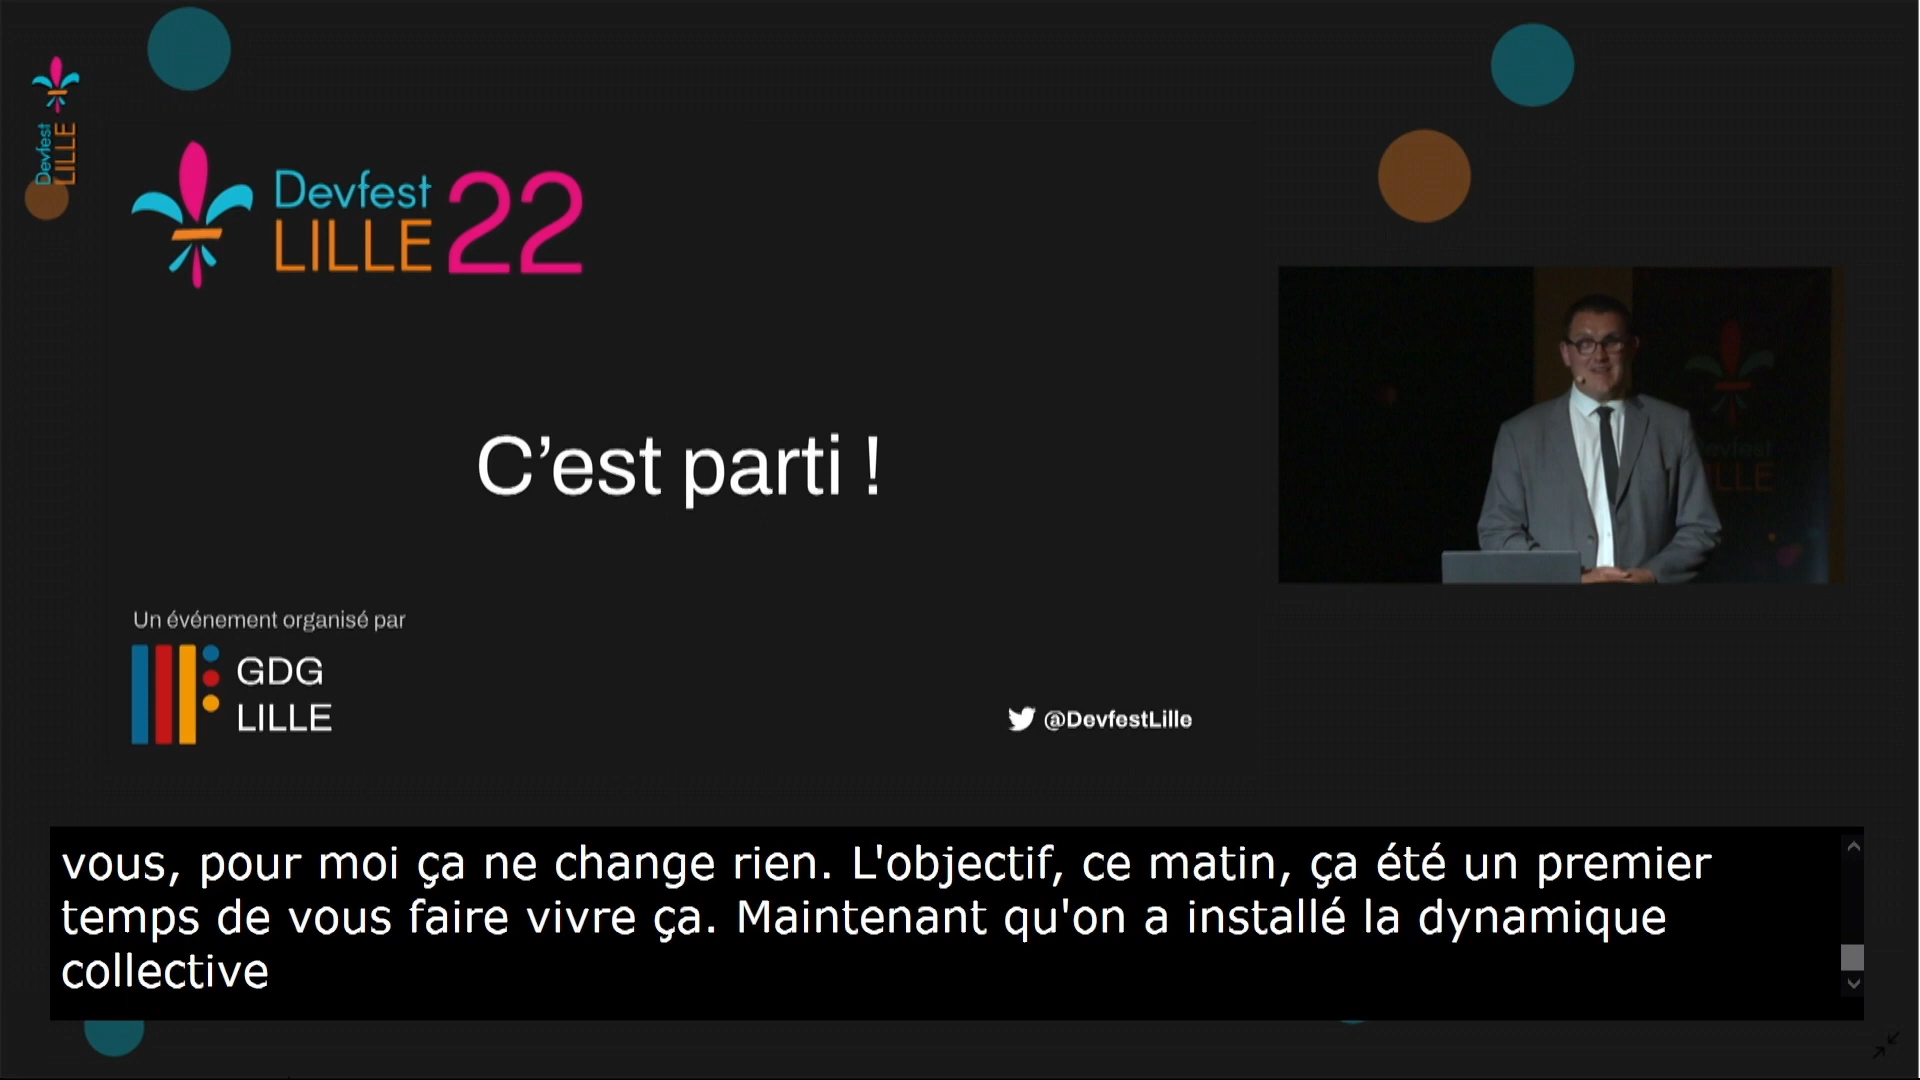 Devfest
LILLE
Devfest
LILLE
22
C'est parti !
Un événement organisé par
GDG
LILLE
@DevfestLille
Devfest
LILLE
vous, pour moi ça ne change rien. L'objectif, ce matin, ça été un premier
temps de vous faire vivre ça. Maintenant qu'on a installé la dynamique
collective